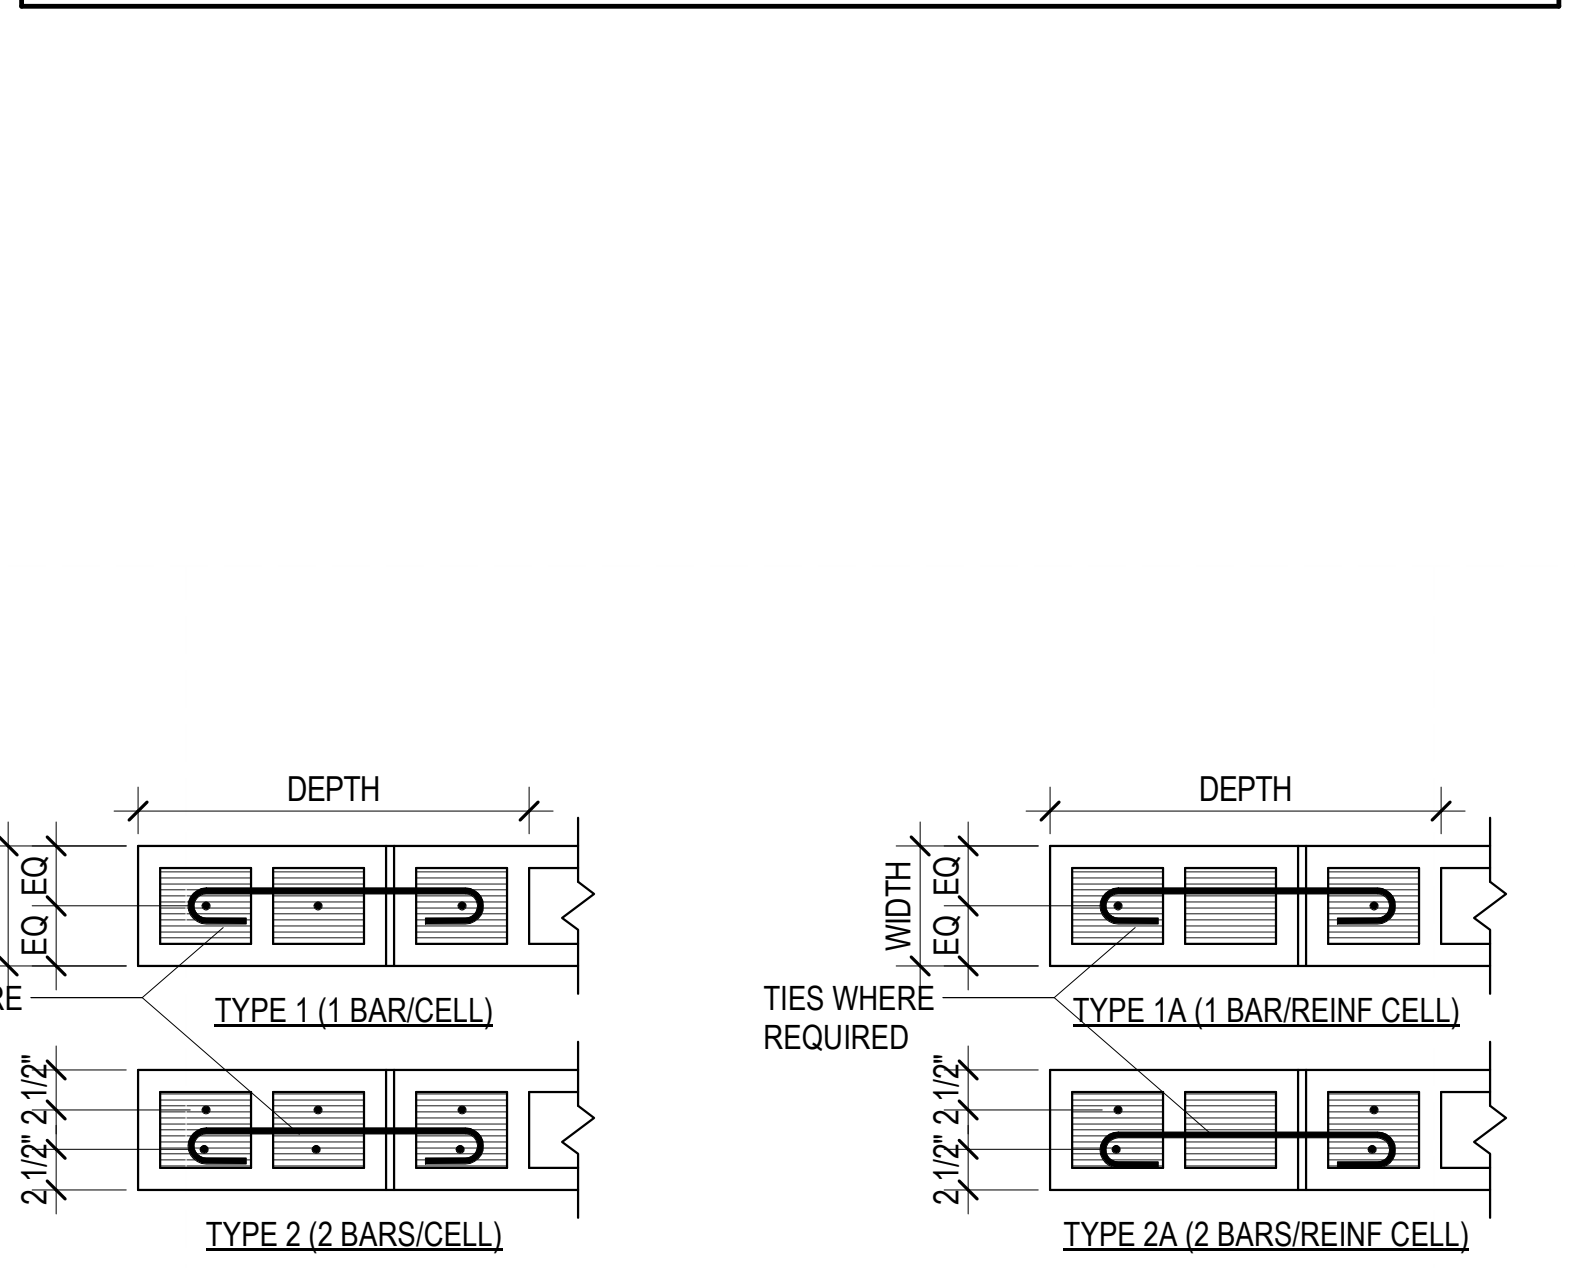 DEPTH
EQ
EQ
RE
TYPE 1 (1 BAR/CELL)
2 1/2"
2 1/2"
TYPE 2 (2 BARS/CELL)
DEPTH
WIDTH
EQ
EQ
TIES WHERE
REQUIRED
TYPE 1A (1 BAR/REINF CELL)
2 1/2"
2 1/2"
TYPE 2A (2 BARS/REINF CELL)